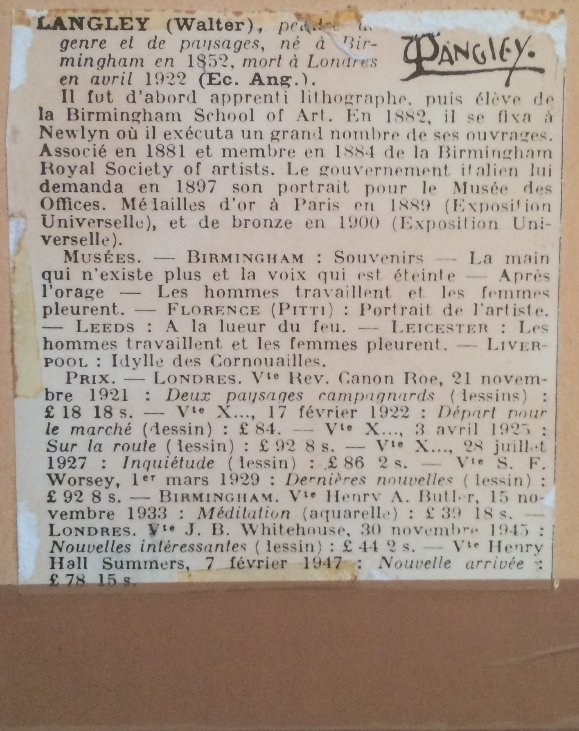 LANGLEY (Walter), peintre de
genre et de paysages, né à Bir-
mingham en 1852, mort à Londres
en avril 1922 (Ec. Ang.).
WLANGLEY.
Il fut d'abord apprenti lithographe, puis élève de
la Birmingham School of Art. En 1882, il se fixa à
Newlyn où il exécuta un grand nombre de ses ouvrages.
Associé en 1881 et membre en 1884 de la Birmingham
Royal Society of artists. Le gouvernement italien lui
demanda en 1897 son portrait pour le Musée des
Offices. Médailles d'or à Paris en 1889 (Exposition
Universelle), et de bronze en 1900 (Exposition Uni-
verselle).
MUSÉES. — BIRMINGHAM : Souvenirs — La main
qui n'existe plus et la voix qui est éteinte — Après
l'orage — Les hommes travaillent et les femmes
pleurent. — FLORENCE (PITTI) : Portrait de l'artiste.
— LEEDS : A la lueur du feu. — LEICESTER : Les
hommes travaillent et les femmes pleurent. — LIVER-
POOL : Idylle des Cornouailles.
PRIX. — LONDRES. Vte Rev. Canon Roe, 21 novem-
bre 1921 : Deux paysages campagnards (dessins) :
£ 18 18 s. — Vte X..., 17 février 1922 : Départ pour
le marché (dessin) : £ 84. — Vte X..., 3 avril 1925 :
Sur la route (dessin) : £ 92 8 s. — Vte X..., 28 juillet
1927 : Inquiétude (dessin) : £ 86 2 s. — Vte S. F.
Worsey, 1er mars 1929 : Dernières nouvelles (dessin) :
£ 92 8 s. — BIRMINGHAM. Vte Henry A. Butler, 15 no-
vembre 1933 : Méditation (aquarelle) : £ 39 18 s. —
LONDRES. Vte J. B. Whitehouse, 30 novembre 1945 :
Nouvelles intéressantes (dessin) : £ 44 2 s. — Vte Henry
Hall Summers, 7 février 1947 : Nouvelle arrivée :
£ 78 15 s.